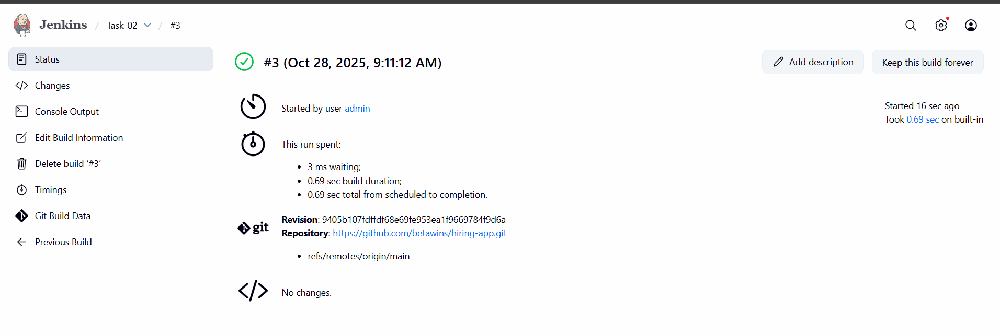 Jenkins / Task-02 / #3
Status
Changes
Console Output
Edit Build Information
Delete build ‘#3’
Timings
Git Build Data
Previous Build
#3 (Oct 28, 2025, 9:11:12 AM)
Add description
Keep this build forever
Started by user admin
Started 16 sec ago
Took 0.69 sec on built-in
This run spent:
• 3 ms waiting;
• 0.69 sec build duration;
• 0.69 sec total from scheduled to completion.
git
Revision: 9405b107fdffdf68e69fe953ea1f9669784f9d6a
Repository: https://github.com/betawins/hiring-app.git
• refs/remotes/origin/main
No changes.